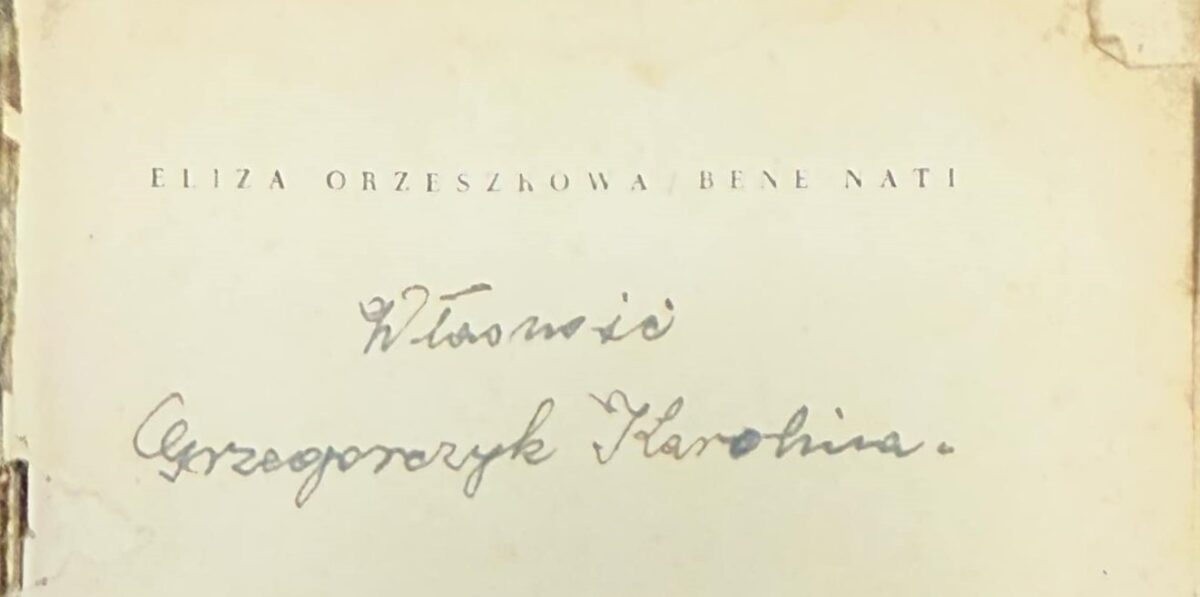 ELIZA ORZESZKOWA / BENE NATI
Własność
Grzegorczyk Karolina.